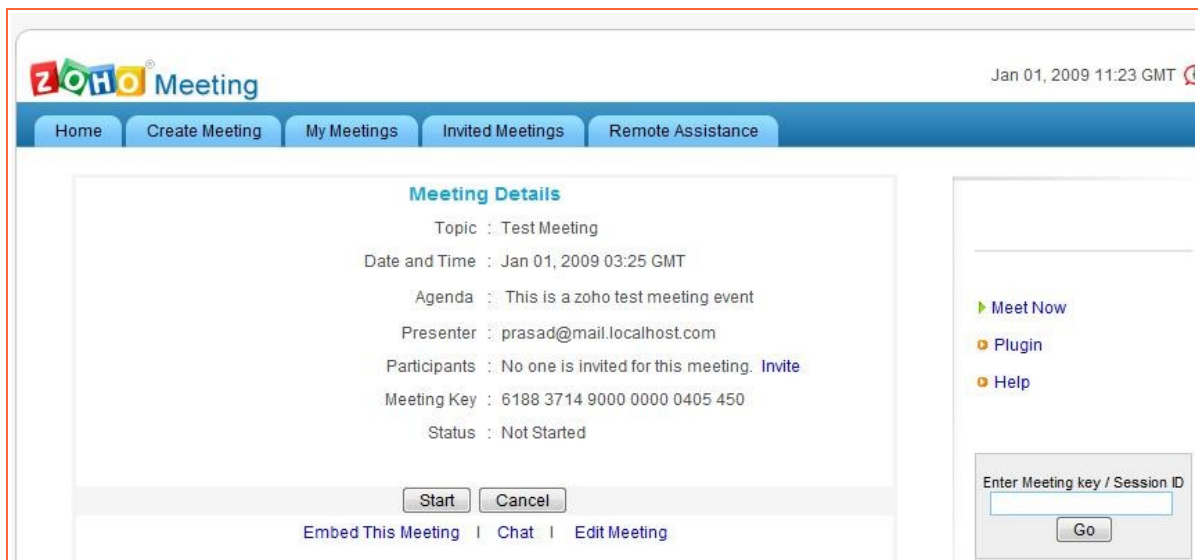 ZOHO® Meeting
Jan 01, 2009 11:23 GMT
Home Create Meeting My Meetings Invited Meetings Remote Assistance
Meeting Details
Topic : Test Meeting
Date and Time : Jan 01, 2009 03:25 GMT
Agenda : This is a zoho test meeting event
Presenter : prasad@mail.localhost.com
Participants : No one is invited for this meeting. Invite
Meeting Key : 6188 3714 9000 0000 0405 450
Status : Not Started
Start Cancel
Embed This Meeting | Chat | Edit Meeting
Meet Now
Plugin
Help
Enter Meeting key / Session ID
Go